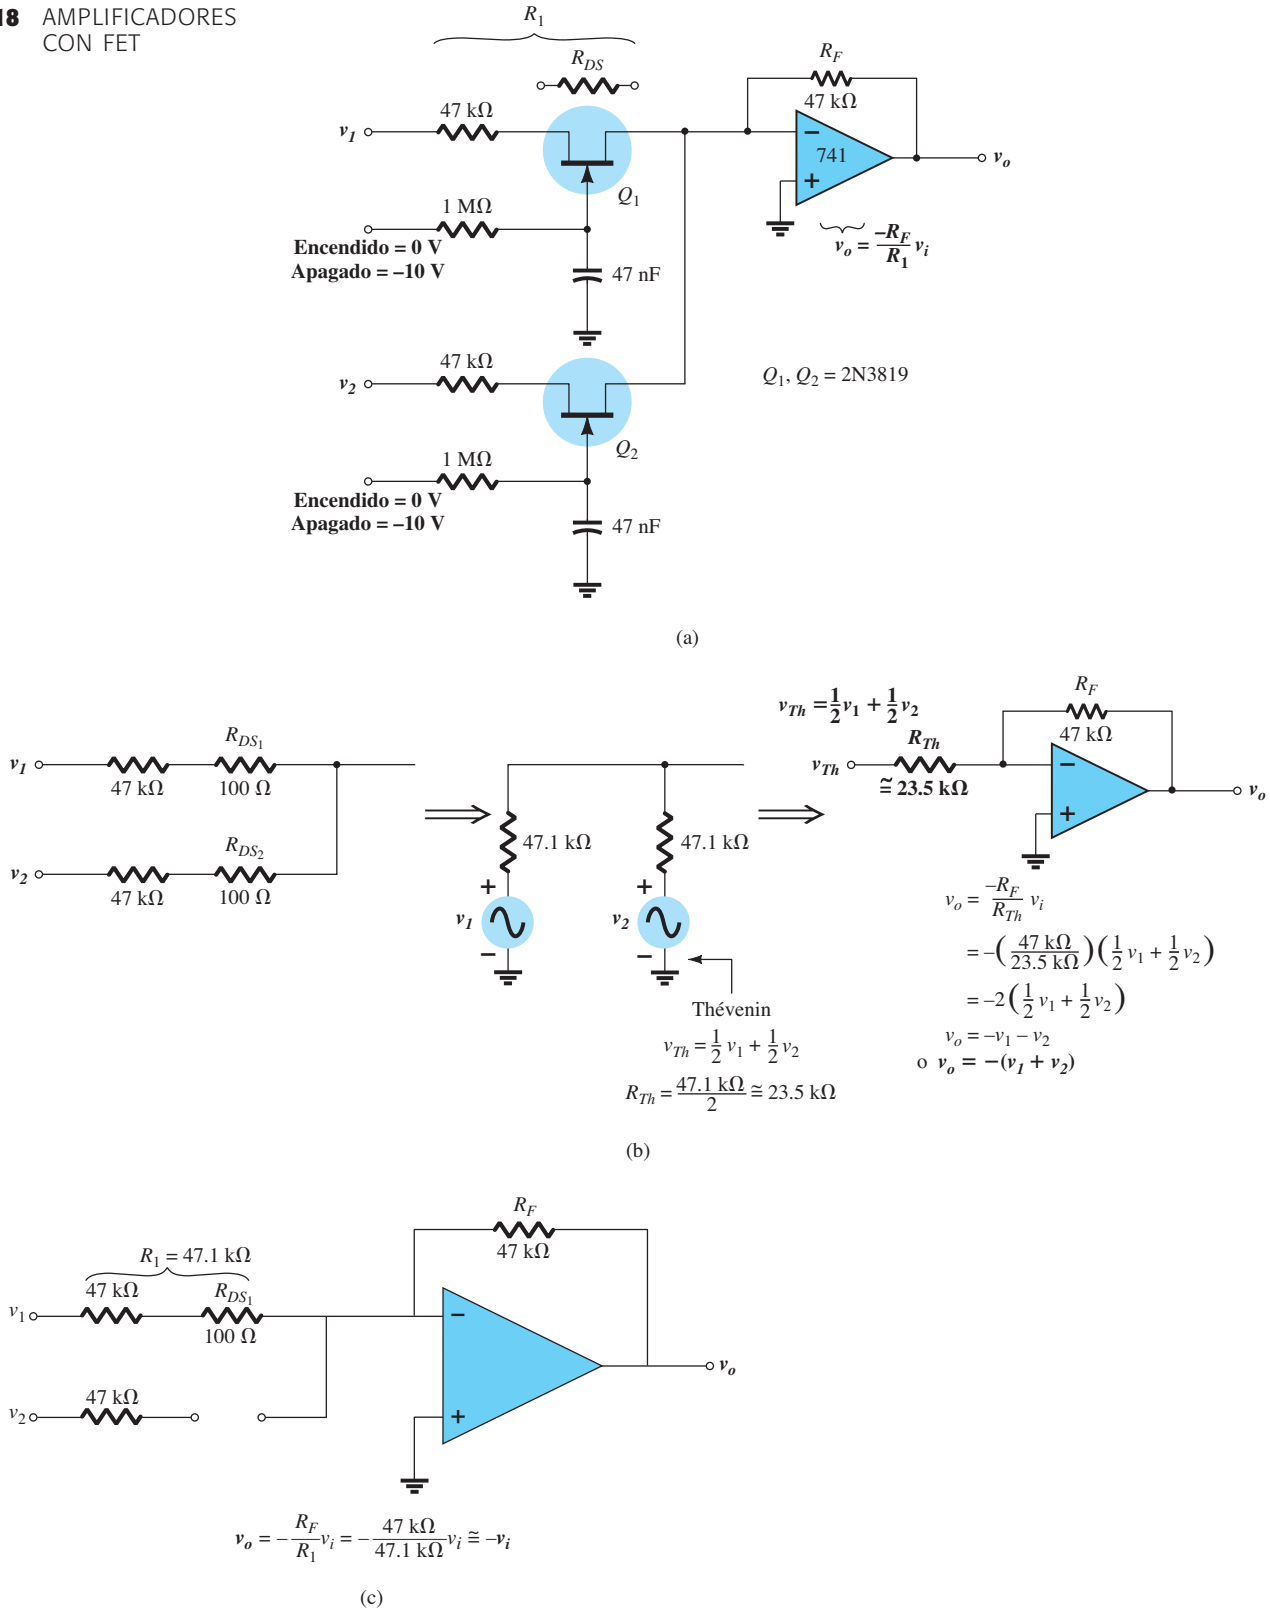 18 AMPLIFICADORES
CON FET
R1
RDS
47 kΩ
v1
Q1
1 MΩ
Encendido = 0 V
Apagado = –10 V
47 nF
RF
47 kΩ
741
–
+
vo
vo = –RF/R1 vi
47 kΩ
v2
Q2
Q1, Q2 = 2N3819
1 MΩ
Encendido = 0 V
Apagado = –10 V
47 nF
(a)
v1
47 kΩ
RDS1
100 Ω
v2
47 kΩ
RDS2
100 Ω
47.1 kΩ
47.1 kΩ
+
v1
–
+
v2
–
Thévenin
vTh = 1/2 v1 + 1/2 v2
RTh = 47.1 kΩ/2 ≅ 23.5 kΩ
vTh = 1/2 v1 + 1/2 v2
RTh
vTh
≅ 23.5 kΩ
RF
47 kΩ
–
+
vo
vo = –RF/RTh vi
= –(47 kΩ/23.5 kΩ)(1/2 v1 + 1/2 v2)
= –2(1/2 v1 + 1/2 v2)
vo = –v1 – v2
o vo = –(v1 + v2)
(b)
R1 = 47.1 kΩ
47 kΩ
RDS1
v1
100 Ω
47 kΩ
v2
RF
47 kΩ
–
+
vo
vo = –RF/R1 vi = –47 kΩ/47.1 kΩ vi ≅ –vi
(c)